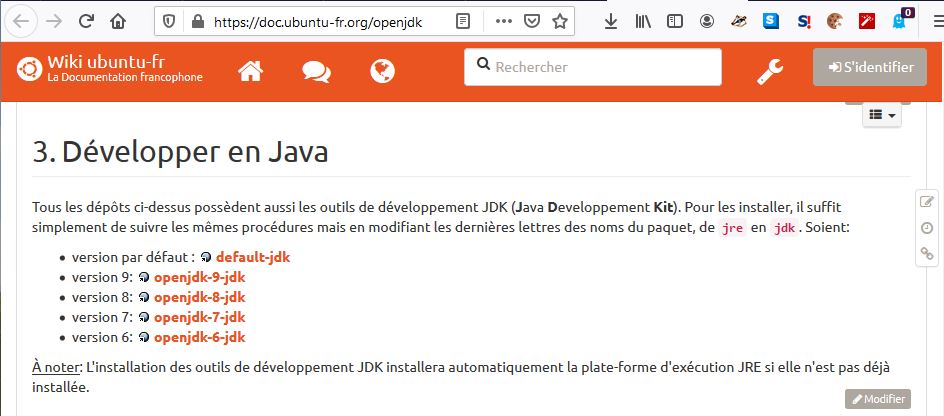 https://doc.ubuntu-fr.org/openjdk
0
Wiki ubuntu-fr
La Documentation francophone
Rechercher
S'identifier
3. Développer en Java
Tous les dépôts ci-dessus possèdent aussi les outils de développement JDK (Java Developpement Kit). Pour les installer, il suffit
simplement de suivre les mêmes procédures mais en modifiant les dernières lettres des noms du paquet, de jre en jdk. Soient:
version par défaut : default-jdk
version 9: openjdk-9-jdk
version 8: openjdk-8-jdk
version 7: openjdk-7-jdk
version 6: openjdk-6-jdk
À noter: L'installation des outils de développement JDK installera automatiquement la plate-forme d'exécution JRE si elle n'est pas déjà
installée.
Modifier